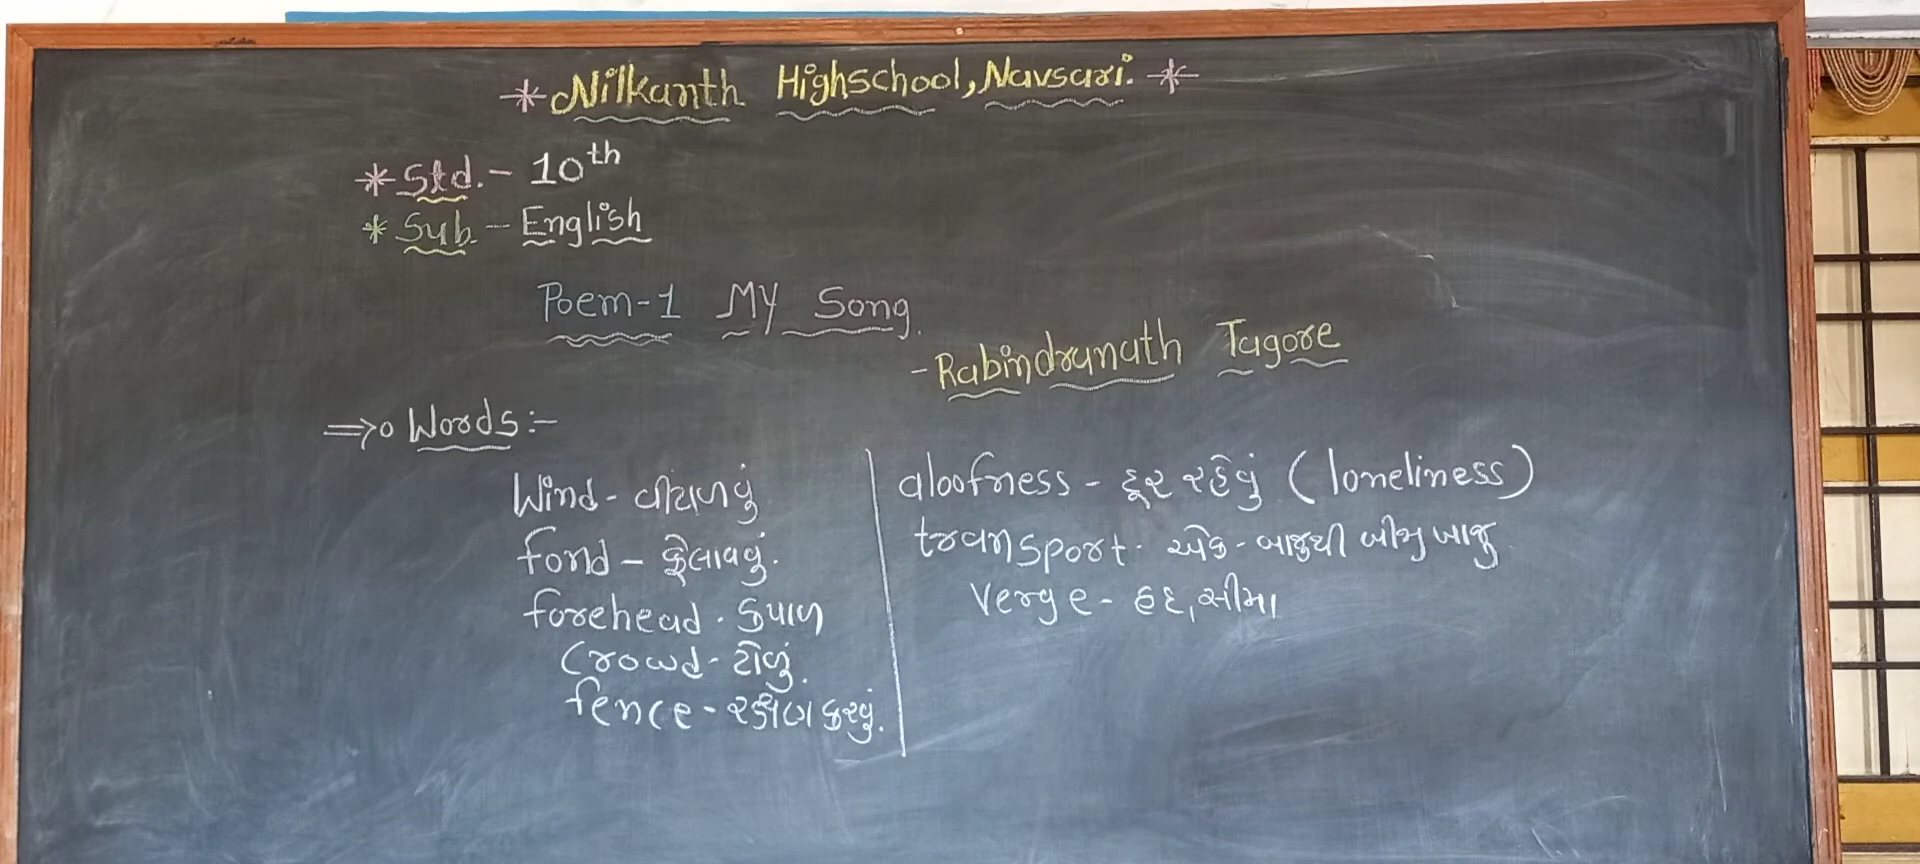 * Nilkanth Highschool, Navsari. *
* Std. - 10th
* Sub. - English
Poem-1 My Song.
- Rabindranath Tagore
⇒ Words :-
Wind - વીંટાળવું
fond - ફેલાવવું.
forehead - કપાળ
Crowd - ટોળું.
fence - રક્ષણ કરવું.
aloofness - દૂર રહેવું (loneliness)
transport - એક-બાજુથી બીજી બાજુ
Verge - હદ, સીમા